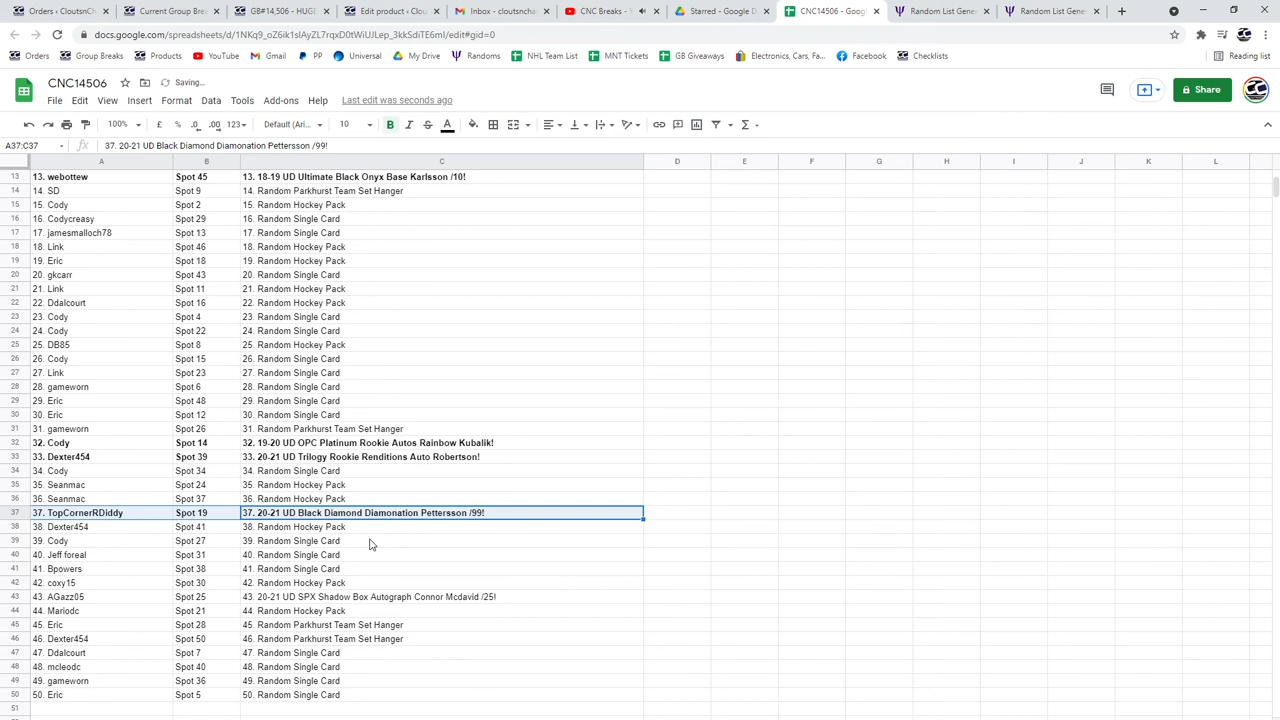 Orders ‹ CloutsnCh
Current Group Brea
GB#14,506 - HUGE
Edit product ‹ Clou
Inbox - cloutsnchar
CNC Breaks - Y
Starred - Google D
CNC14506 - Googl
Random List Gener
Random List Gener
docs.google.com/spreadsheets/d/1NKq9_oZ6ik1slAyZL7rqxD0tWiUJLep_3kkSdiTE6mI/edit#gid=0
Orders
Group Breaks
Products
YouTube
Gmail
PP
Universal
My Drive
Randoms
NHL Team List
MNT Tickets
GB Giveaways
Electronics, Cars, Fa...
Facebook
Checklists
Reading list
CNC14506
Saving...
File Edit View Insert Format Data Tools Add-ons Help Last edit was seconds ago
Share
100% £ % .0 .00 123 Default (Ari... 10 B I S A
A37:C37 fx 37. 20-21 UD Black Diamond Diamonation Pettersson /99!
A B C D E F G H I J K L
13 13. webottew Spot 45 13. 18-19 UD Ultimate Black Onyx Base Karlsson /10!
14 14. SD Spot 9 14. Random Parkhurst Team Set Hanger
15 15. Cody Spot 2 15. Random Hockey Pack
16 16. Codycreasy Spot 29 16. Random Single Card
17 17. jamesmalloch78 Spot 13 17. Random Single Card
18 18. Link Spot 46 18. Random Hockey Pack
19 19. Eric Spot 18 19. Random Hockey Pack
20 20. gkcarr Spot 43 20. Random Single Card
21 21. Link Spot 11 21. Random Hockey Pack
22 22. Ddalcourt Spot 16 22. Random Hockey Pack
23 23. Cody Spot 4 23. Random Single Card
24 24. Cody Spot 22 24. Random Single Card
25 25. DB85 Spot 8 25. Random Hockey Pack
26 26. Cody Spot 15 26. Random Single Card
27 27. Link Spot 23 27. Random Single Card
28 28. gameworn Spot 6 28. Random Single Card
29 29. Eric Spot 48 29. Random Single Card
30 30. Eric Spot 12 30. Random Single Card
31 31. gameworn Spot 26 31. Random Parkhurst Team Set Hanger
32 32. Cody Spot 14 32. 19-20 UD OPC Platinum Rookie Autos Rainbow Kubalik!
33 33. Dexter454 Spot 39 33. 20-21 UD Trilogy Rookie Renditions Auto Robertson!
34 34. Cody Spot 34 34. Random Single Card
35 35. Seanmac Spot 24 35. Random Hockey Pack
36 36. Seanmac Spot 37 36. Random Hockey Pack
37 37. TopCornerRDiddy Spot 19 37. 20-21 UD Black Diamond Diamonation Pettersson /99!
38 38. Dexter454 Spot 41 38. Random Hockey Pack
39 39. Cody Spot 27 39. Random Single Card
40 40. Jeff foreal Spot 31 40. Random Single Card
41 41. Bpowers Spot 38 41. Random Single Card
42 42. coxy15 Spot 30 42. Random Hockey Pack
43 43. AGazz05 Spot 25 43. 20-21 UD SPX Shadow Box Autograph Connor Mcdavid /25!
44 44. Mariodc Spot 21 44. Random Hockey Pack
45 45. Eric Spot 28 45. Random Parkhurst Team Set Hanger
46 46. Dexter454 Spot 50 46. Random Parkhurst Team Set Hanger
47 47. Ddalcourt Spot 7 47. Random Single Card
48 48. mcleodc Spot 40 48. Random Single Card
49 49. gameworn Spot 36 49. Random Single Card
50 50. Eric Spot 5 50. Random Single Card
51